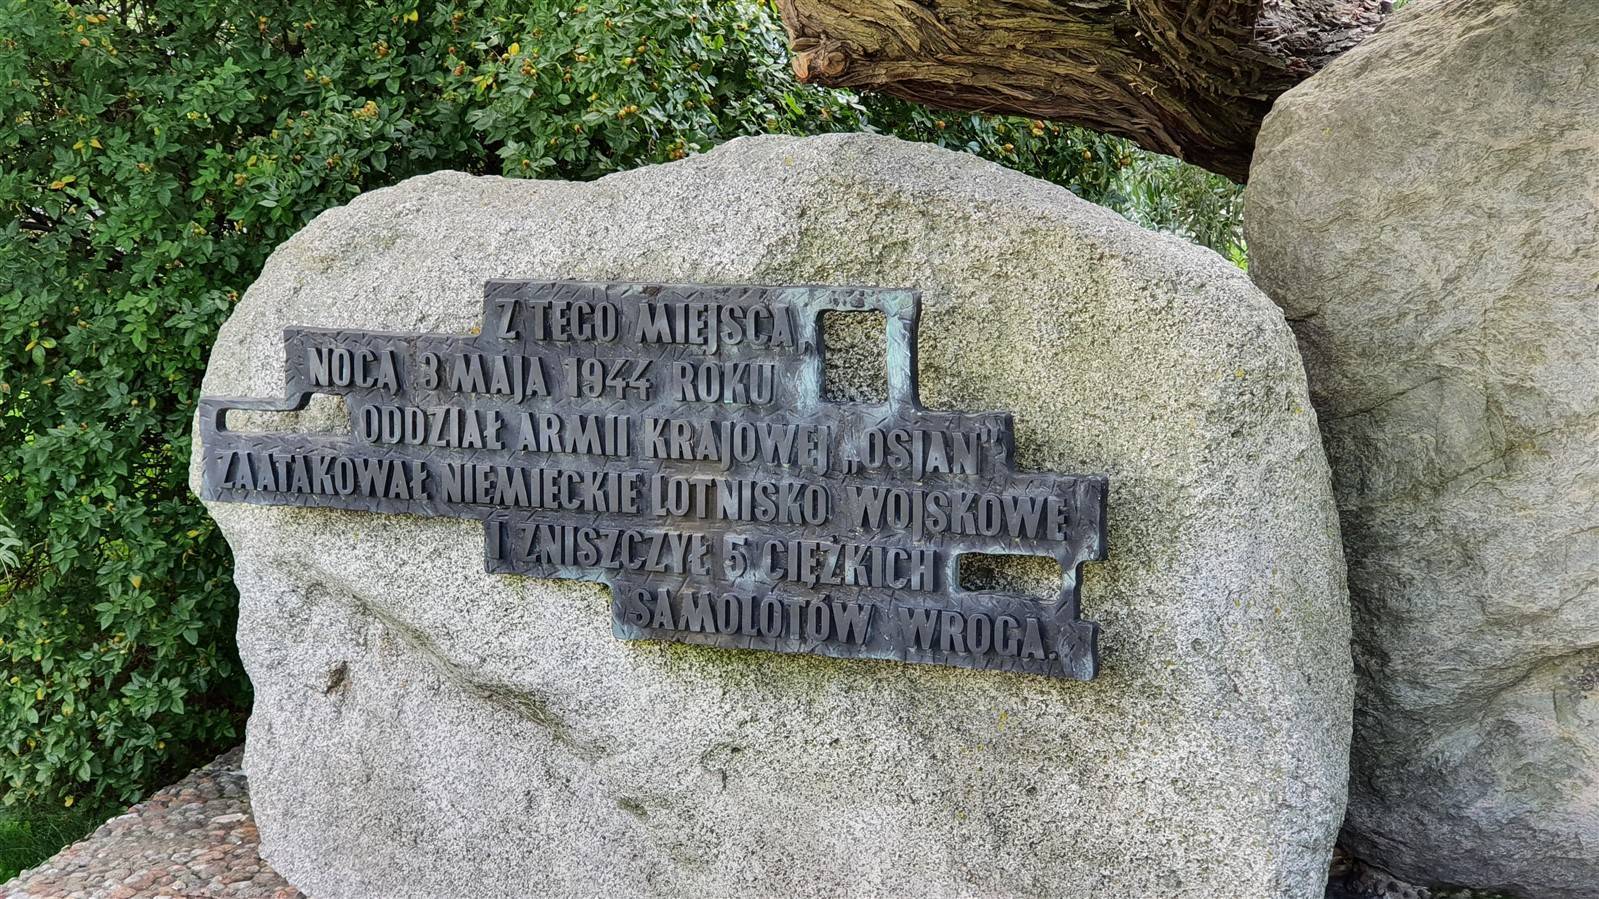 Z TEGO MIEJSCA,
NOCĄ 3 MAJA 1944 ROKU
ODDZIAŁ ARMII KRAJOWEJ „OSJAN"
ZAATAKOWAŁ NIEMIECKIE LOTNISKO WOJSKOWE
I ZNISZCZYŁ 5 CIĘŻKICH
SAMOLOTÓW WROGA.